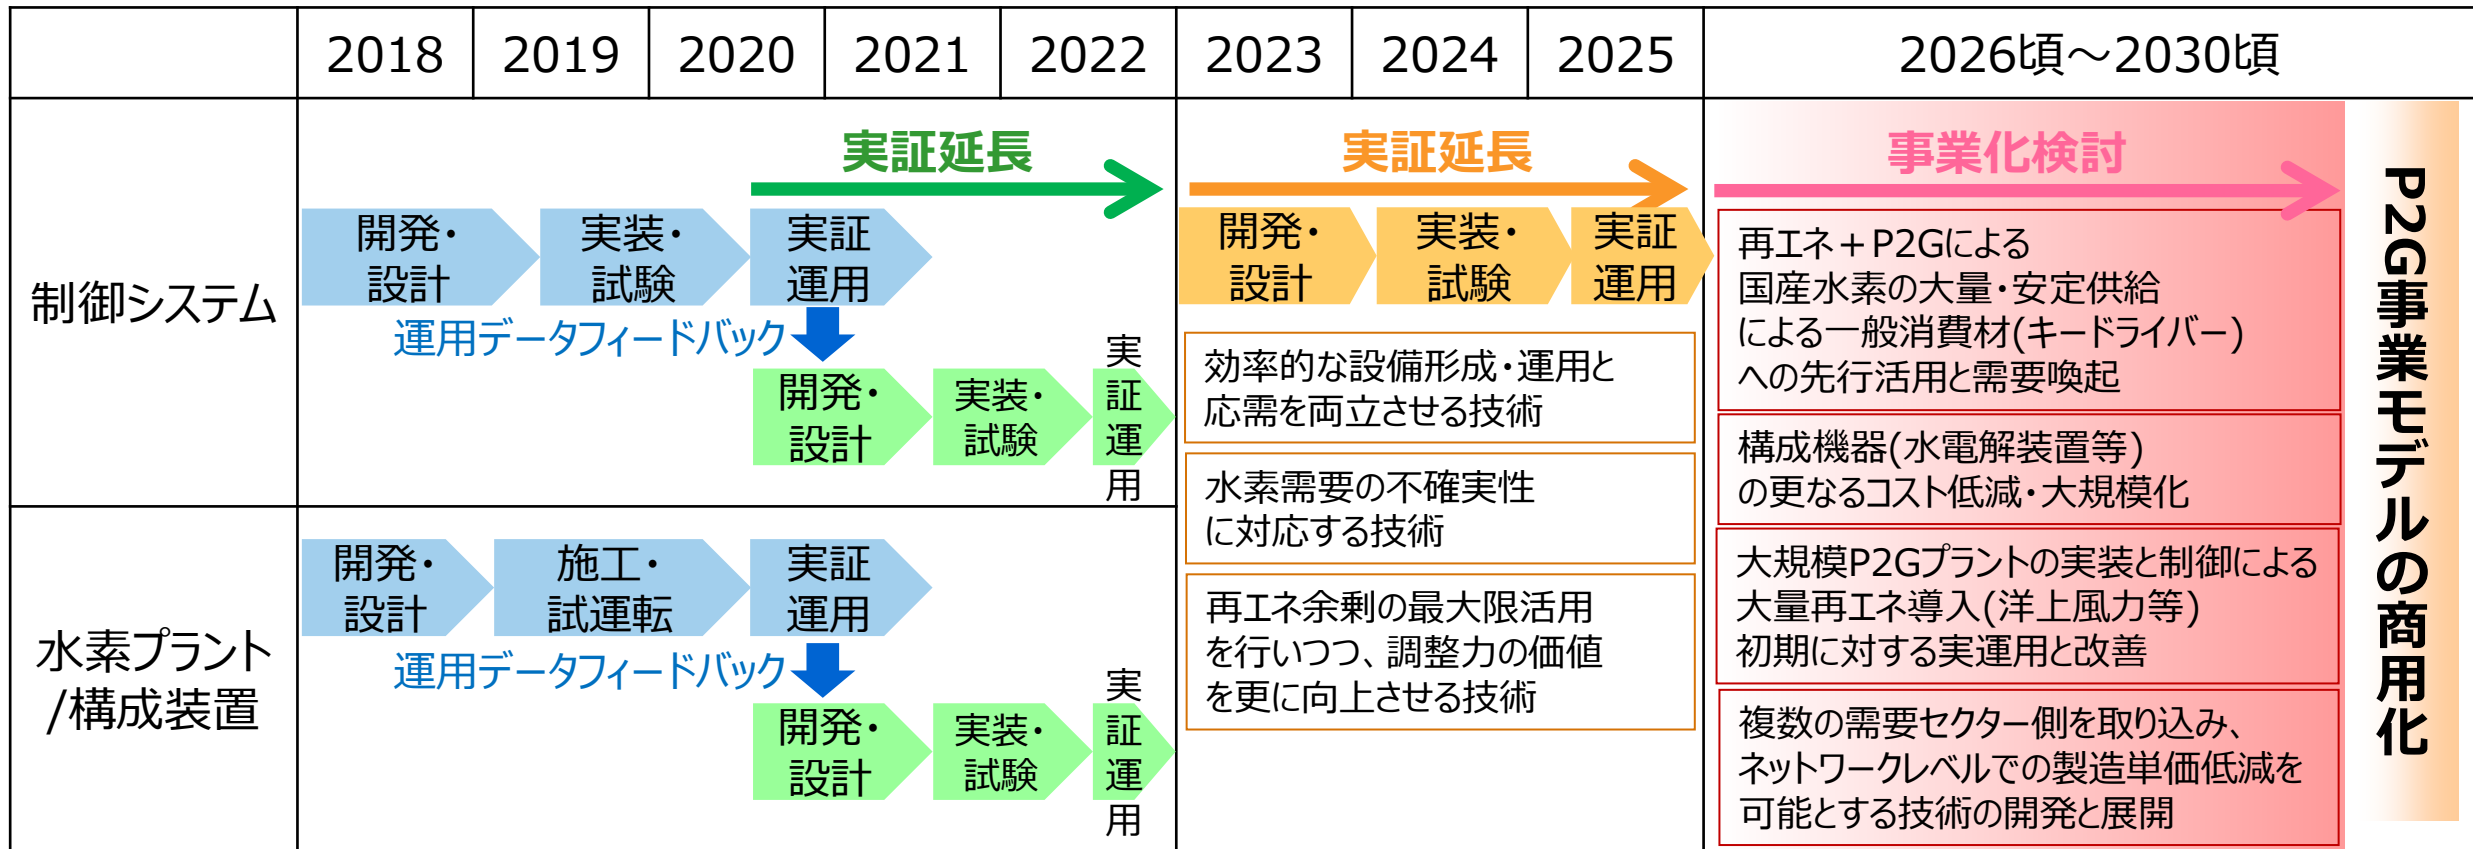 2018
2019
2020
2021
2022
2023
2024
2025
2026頃～2030頃
制御システム
実証延長
開発・
設計
実装・
試験
実証
運用
運用データフィードバック
開発・
設計
実装・
試験
実
証
運
用
水素プラント
/構成装置
開発・
設計
施工・
試運転
実証
運用
運用データフィードバック
開発・
設計
実装・
試験
実
証
運
用
実証延長
開発・
設計
実装・
試験
実証
運用
効率的な設備形成・運用と
応需を両立させる技術
水素需要の不確実性
に対応する技術
再エネ余剰の最大限活用
を行いつつ、調整力の価値
を更に向上させる技術
事業化検討
再エネ＋P2Gによる
国産水素の大量・安定供給
による一般消費材(キードライバー)
への先行活用と需要喚起
構成機器(水電解装置等)
の更なるコスト低減・大規模化
大規模P2Gプラントの実装と制御による
大量再エネ導入(洋上風力等)
初期に対する実運用と改善
複数の需要セクター側を取り込み、
ネットワークレベルでの製造単価低減を
可能とする技術の開発と展開
P2G事業モデルの商用化